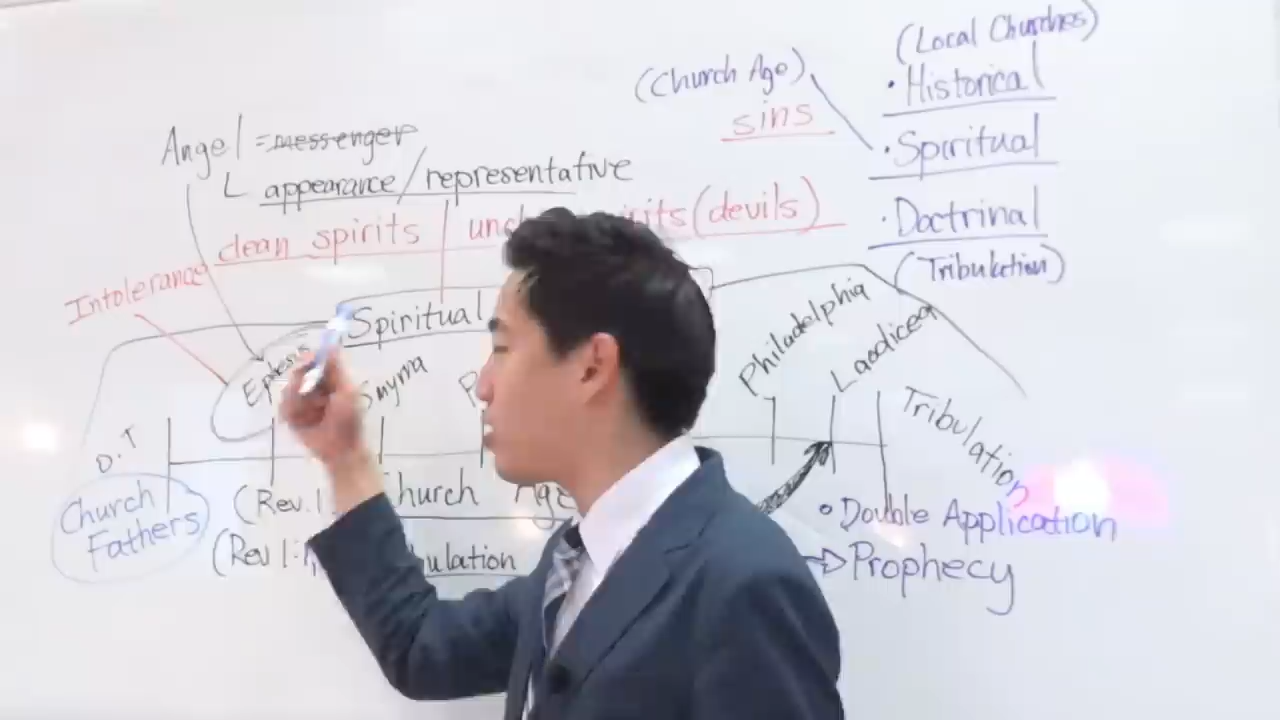 (Local Churches)
(Church Age)
• Historical
sins
Angel = messenger
• Spiritual
L appearance/representative
clean spirits
(devils)
• Doctrinal
Intolerance
(Tribulation)
Spiritual
Philadelphia
Laodicea
Smyrna
Tribulation
O.T
Church
Fathers
(Rev.1
Church Age
• Double Application
(Rev 1:
Prophecy